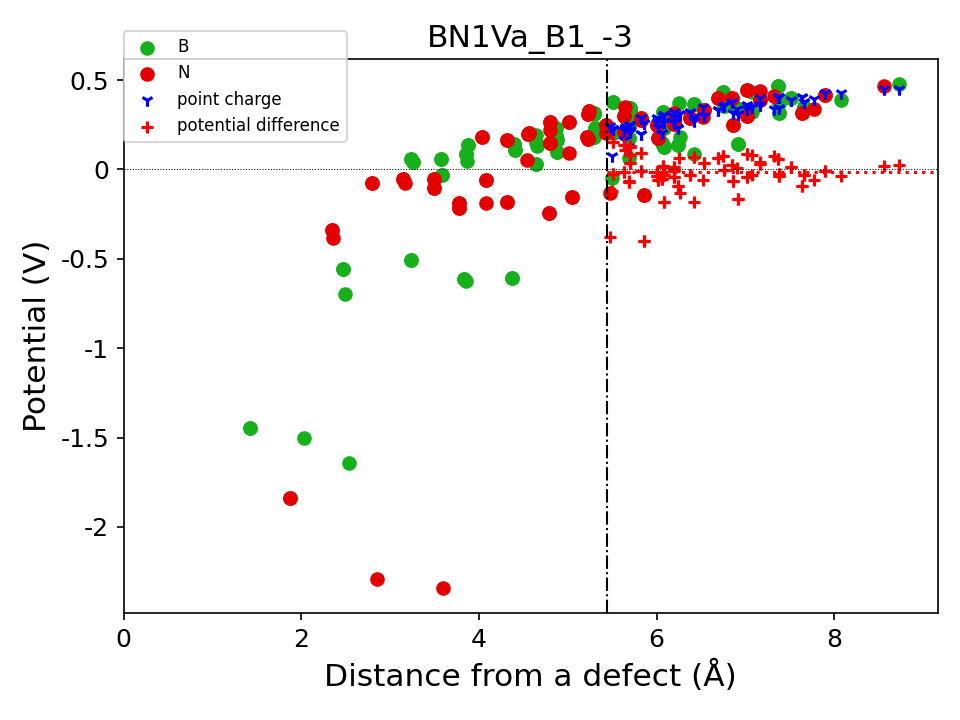 BN1Va_B1_-3
B
N
point charge
potential difference
0.5
0
-0.5
-1
-1.5
-2
Potential (V)
0 2 4 6 8
Distance from a defect (Å)